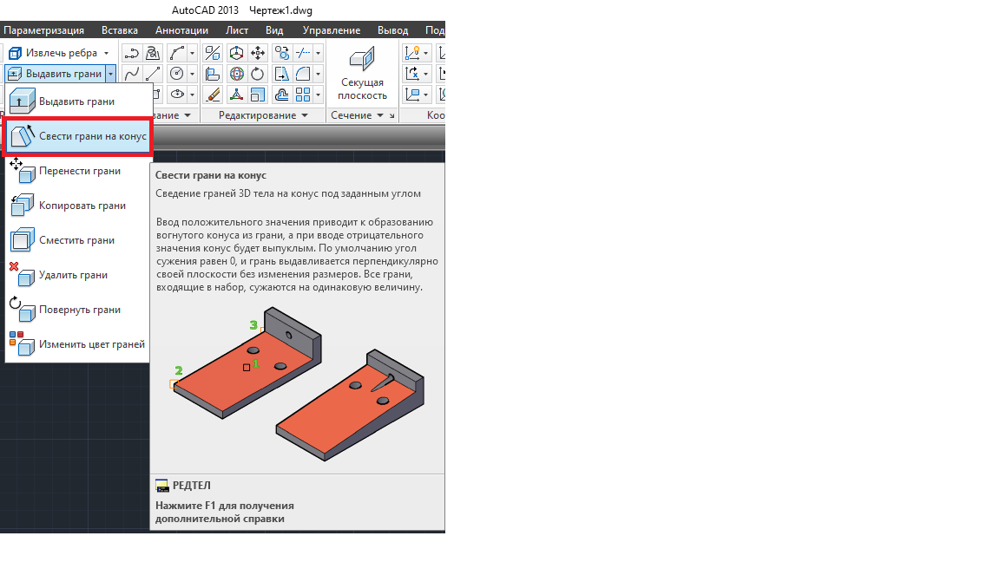 AutoCAD 2013 Чертеж1.dwg
Параметризация Вставка Аннотации Лист Вид Управление Вывод Под
Извлечь ребра
Выдавить грани
Секущая
плоскость
вание Редактирование Сечение Коо
Выдавить грани
Свести грани на конус
Перенести грани
Копировать грани
Сместить грани
Удалить грани
Повернуть грани
Изменить цвет граней
Свести грани на конус
Сведение граней 3D тела на конус под заданным углом
Ввод положительного значения приводит к образованию
вогнутого конуса из грани, а при вводе отрицательного
значения конус будет выпуклым. По умолчанию угол
сужения равен 0, и грань выдавливается перпендикулярно
своей плоскости без изменения размеров. Все грани,
входящие в набор, сужаются на одинаковую величину.
3
1
2
РЕДТЕЛ
Нажмите F1 для получения
дополнительной справки